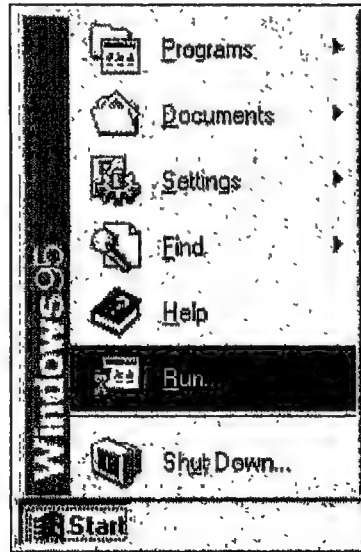 Programs
Documents
Settings
Find
Help
Run...
Shut Down...
Windows95
Start